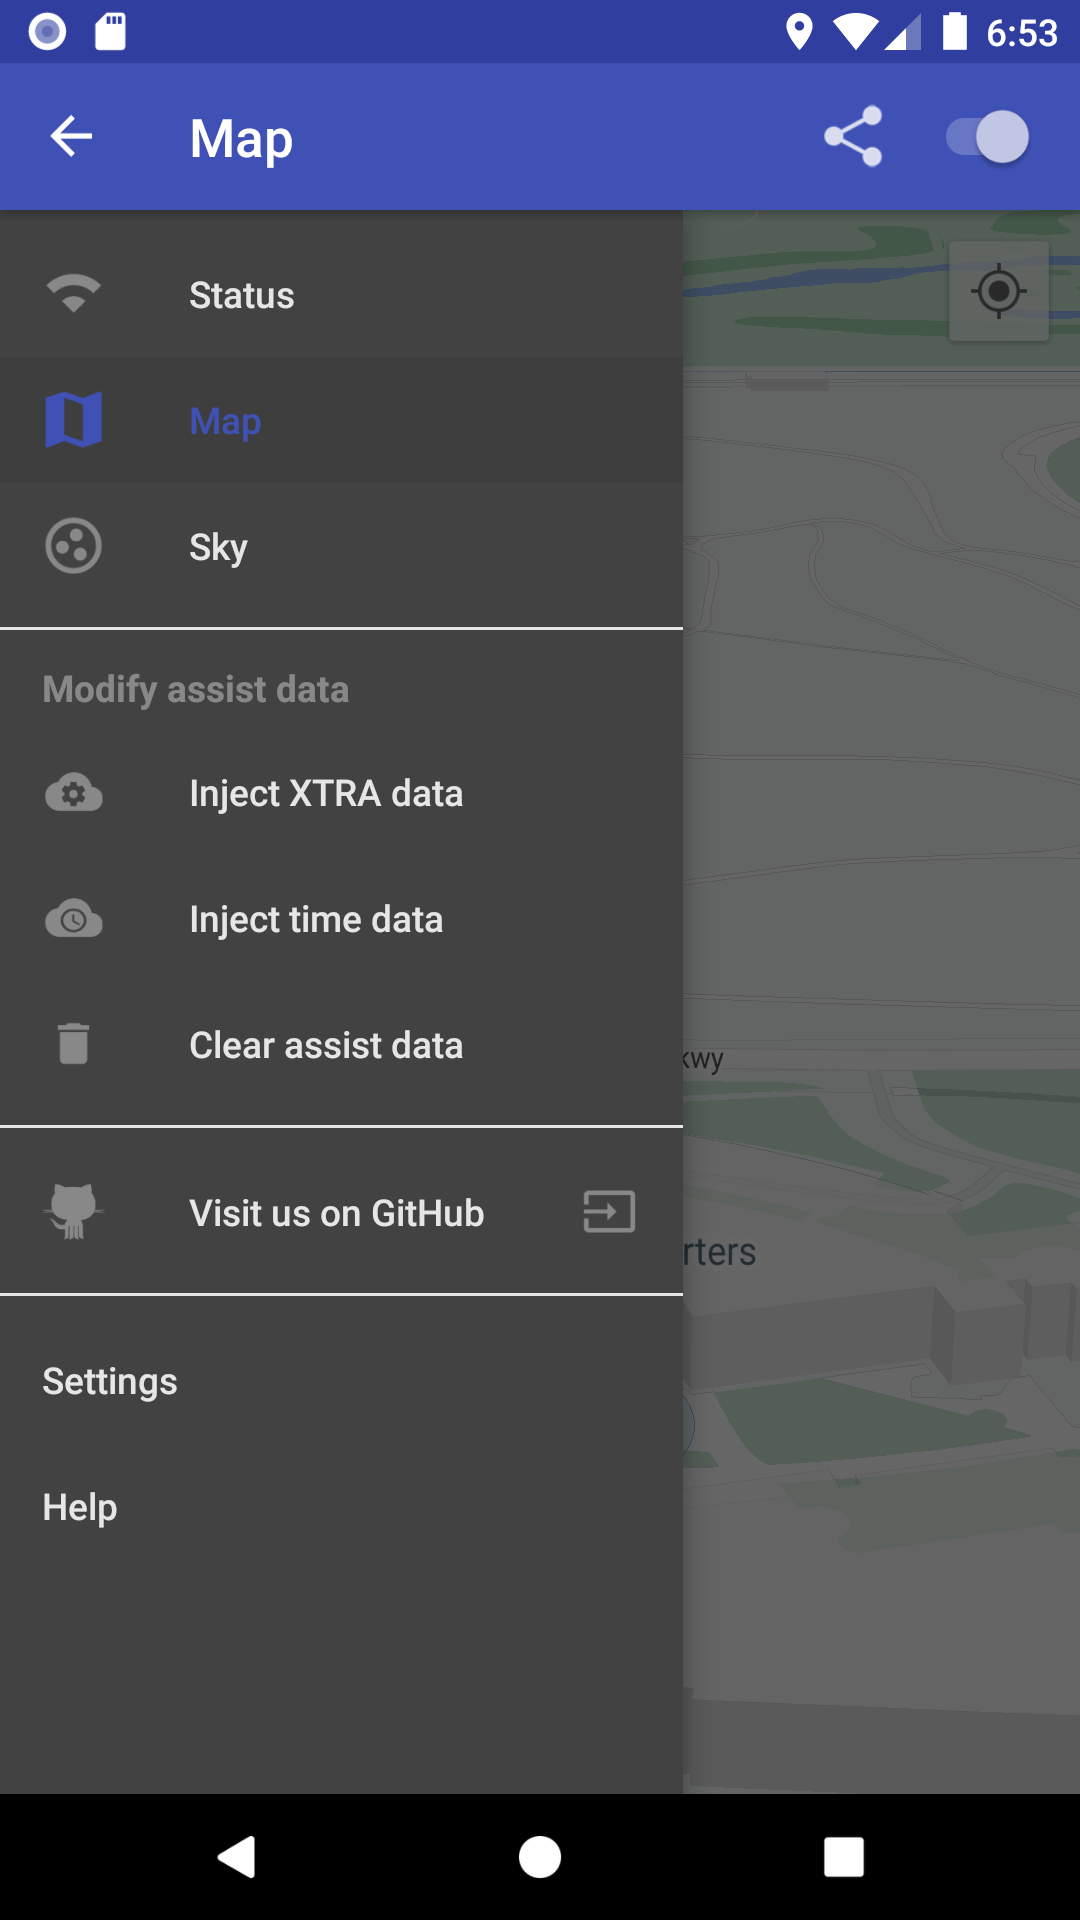 6:53
Map
Status
Map
Sky
Modify assist data
Inject XTRA data
Inject time data
Clear assist data
kwy
Visit us on GitHub
rters
Settings
Help